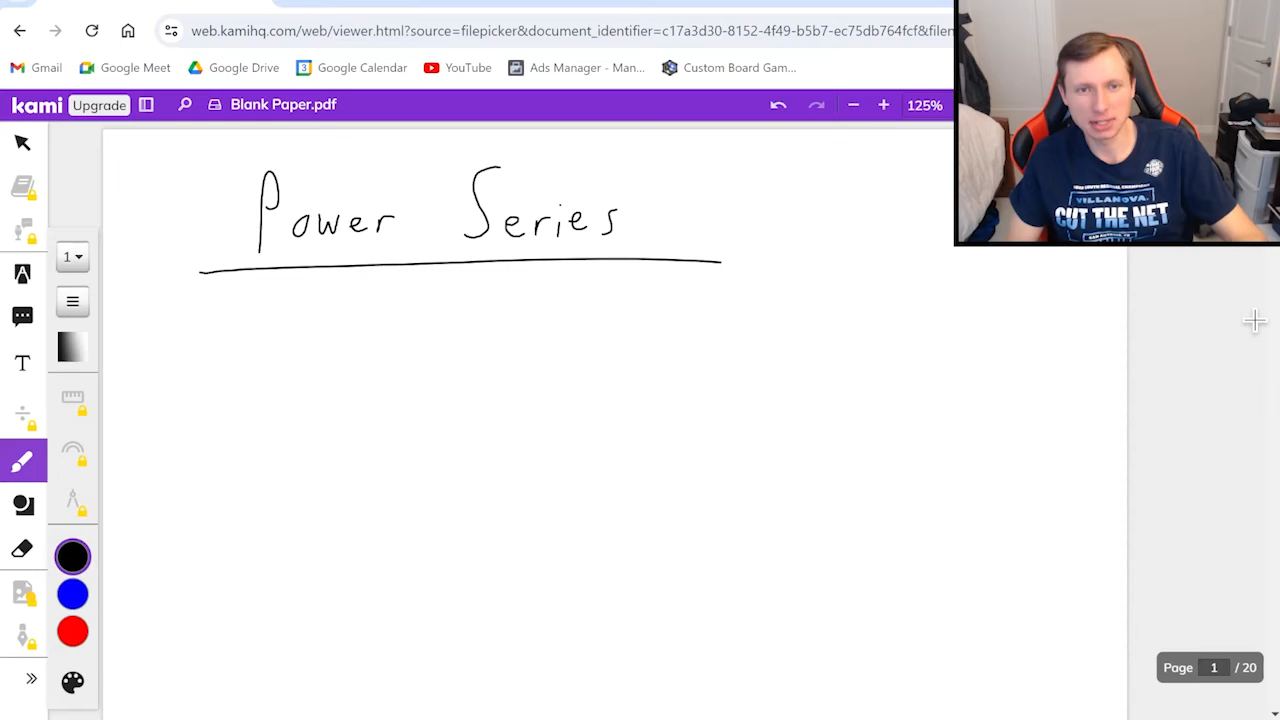 web.kamihq.com/web/viewer.html?source=filepicker&document_identifier=c17a3d30-8152-4f49-b5b7-ec75db764fcf&filen
Gmail Google Meet Google Drive 3 Google Calendar YouTube Ads Manager - Man... Custom Board Gam...
kami Upgrade Blank Paper.pdf 125%
Power Series
1
T
VILLANOVA
CUT THE NET
Page 1 / 20